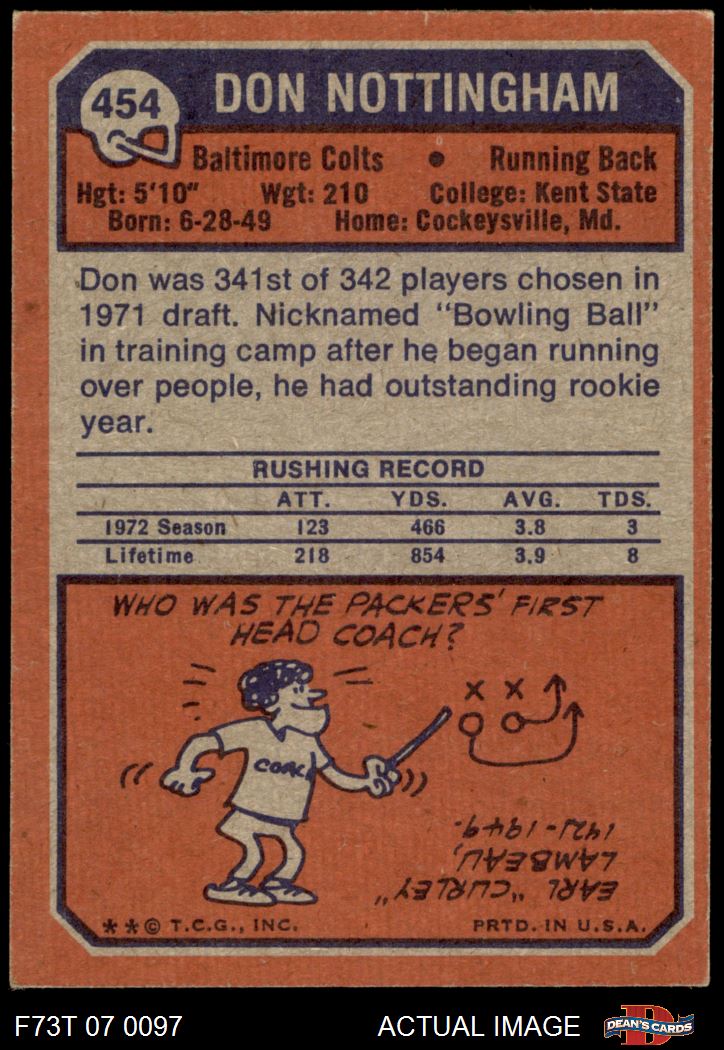 454
DON NOTTINGHAM
Baltimore Colts • Running Back
Hgt: 5'10" Wgt: 210 College: Kent State
Born: 6-28-49 Home: Cockeysville, Md.
Don was 341st of 342 players chosen in
1971 draft. Nicknamed "Bowling Ball"
in training camp after he began running
over people, he had outstanding rookie
year.
RUSHING RECORD
ATT. YDS. AVG. TDS.
1972 Season 123 466 3.8 3
Lifetime 218 854 3.9 8
WHO WAS THE PACKERS' FIRST
HEAD COACH?
X X
COACH
EARL "CURLEY"
LAMBEAU,
1921-1949.
**© T.C.G., INC. PRTD. IN U.S.A.
F73T 07 0097 ACTUAL IMAGE
D
DEAN'S CARDS